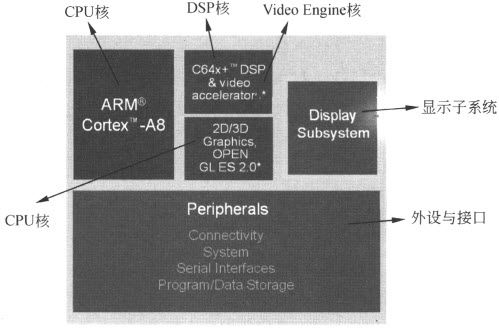 CPU核
DSP核
Video Engine核
ARM®
Cortex™-A8
C64x+™ DSP
& video
accelerator.*
2D/3D
Graphics,
OPEN
GL ES 2.0*
Display
Subsystem
显示子系统
CPU核
Peripherals
Connectivity
System
Serial Interfaces
Program/Data Storage
外设与接口